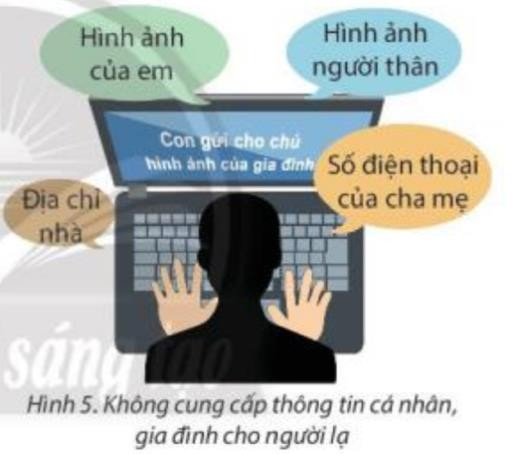 Hình ảnh
của em
Hình ảnh
người thân
Con gửi cho chú
hình ảnh của gia đình
Số điện thoại
của cha mẹ
Địa chỉ
nhà
sáng tạo
Hình 5. Không cung cấp thông tin cá nhân,
gia đình cho người lạ